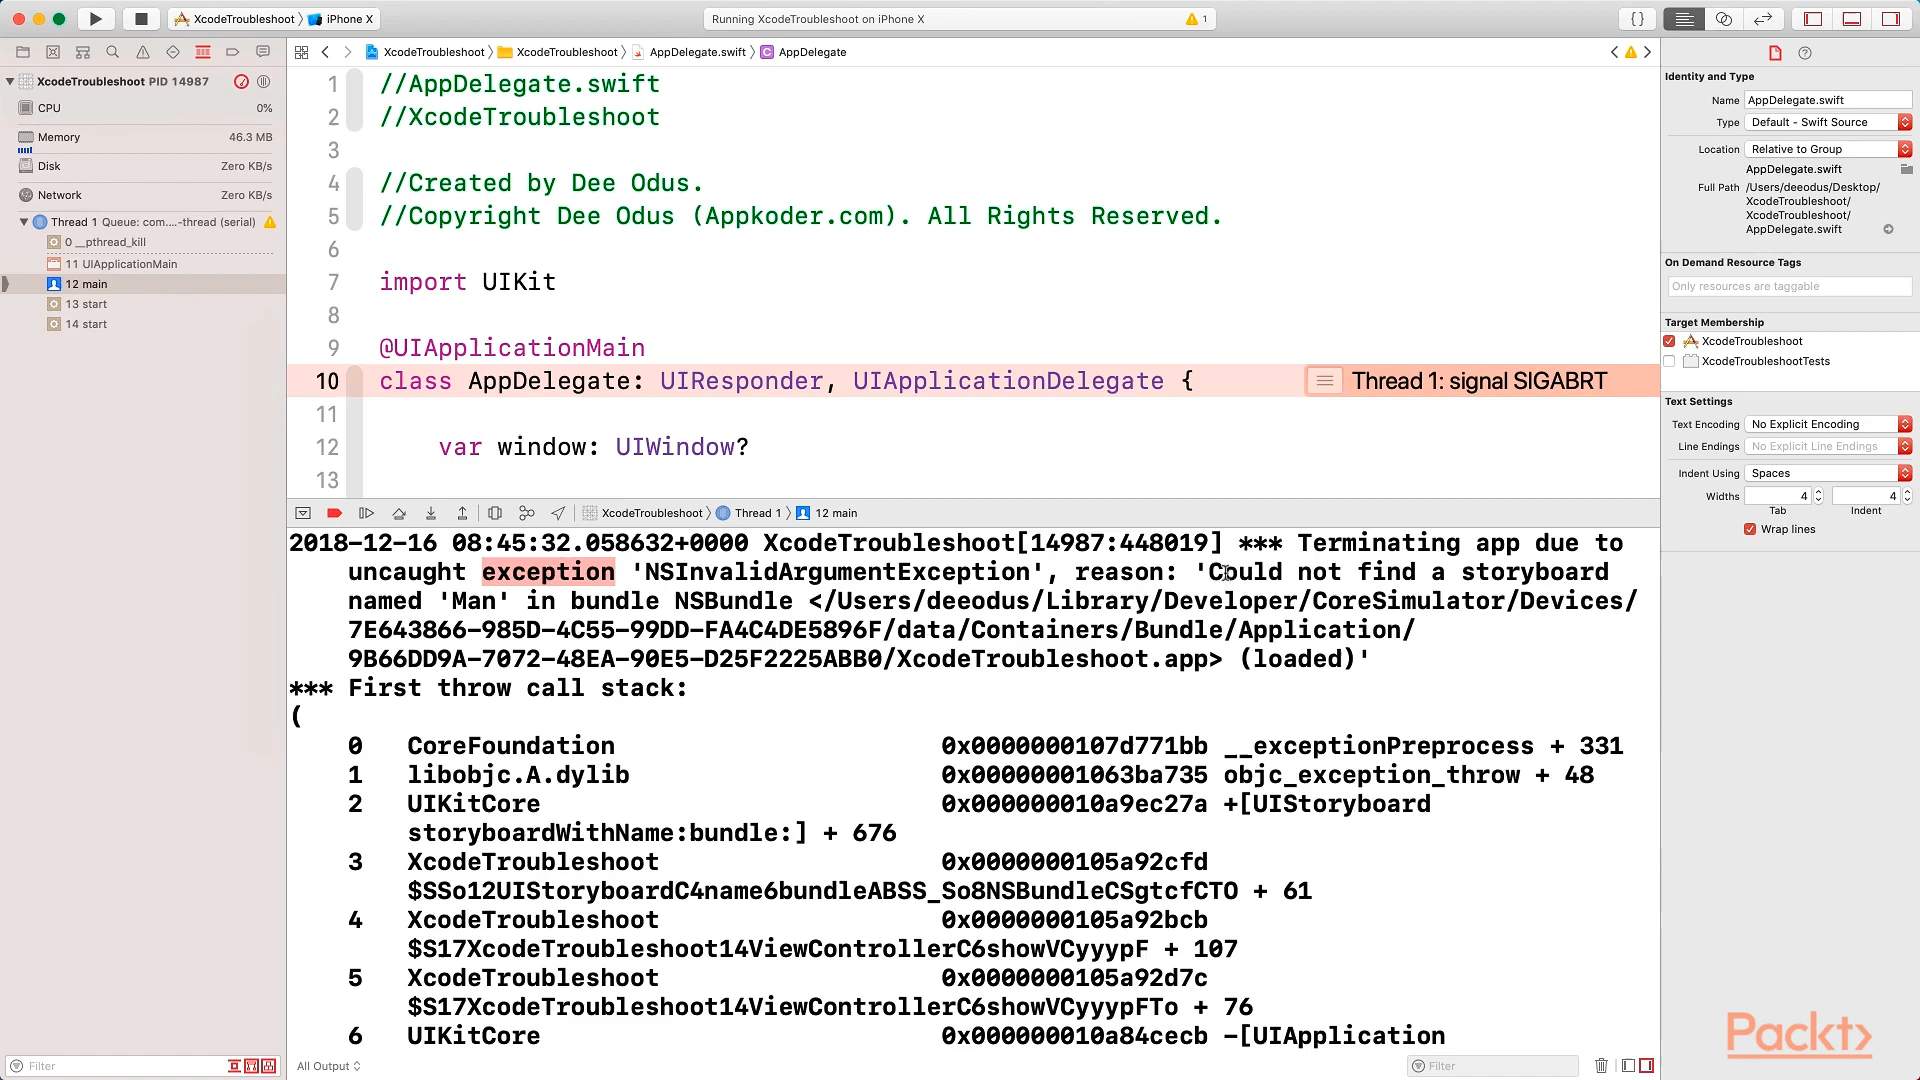 XcodeTroubleshoot
iPhone X
Running XcodeTroubleshoot on iPhone X
1
{ }
XcodeTroubleshoot
XcodeTroubleshoot
AppDelegate.swift
AppDelegate
XcodeTroubleshoot PID 14987
CPU 0%
Memory 46.3 MB
Disk Zero KB/s
Network Zero KB/s
Thread 1 Queue: com....-thread (serial)
0 __pthread_kill
11 UIApplicationMain
12 main
13 start
14 start
Filter
1 //AppDelegate.swift
2 //XcodeTroubleshoot
3
4 //Created by Dee Odus.
5 //Copyright Dee Odus (Appkoder.com). All Rights Reserved.
6
7 import UIKit
8
9 @UIApplicationMain
10 class AppDelegate: UIResponder, UIApplicationDelegate {
Thread 1: signal SIGABRT
11
12 var window: UIWindow?
13
XcodeTroubleshoot
Thread 1
12 main
2018-12-16 08:45:32.058632+0000 XcodeTroubleshoot[14987:448019] *** Terminating app due to
uncaught exception 'NSInvalidArgumentException', reason: 'Could not find a storyboard
named 'Man' in bundle NSBundle </Users/deeodus/Library/Developer/CoreSimulator/Devices/
7E643866-985D-4C55-99DD-FA4C4DE5896F/data/Containers/Bundle/Application/
9B66DD9A-7072-48EA-90E5-D25F2225ABB0/XcodeTroubleshoot.app> (loaded)'
*** First throw call stack:
(
0 CoreFoundation 0x0000000107d771bb __exceptionPreprocess + 331
1 libobjc.A.dylib 0x00000001063ba735 objc_exception_throw + 48
2 UIKitCore 0x000000010a9ec27a +[UIStoryboard
storyboardWithName:bundle:] + 676
3 XcodeTroubleshoot 0x0000000105a92cfd
$SSo12UIStoryboardC4name6bundleABSS_So8NSBundleCSgtcfCTO + 61
4 XcodeTroubleshoot 0x0000000105a92bcb
$S17XcodeTroubleshoot14ViewControllerC6showVCyyypF + 107
5 XcodeTroubleshoot 0x0000000105a92d7c
$S17XcodeTroubleshoot14ViewControllerC6showVCyyypFTo + 76
6 UIKitCore 0x000000010a84cecb -[UIApplication
All Output
Filter
Identity and Type
Name AppDelegate.swift
Type Default - Swift Source
Location Relative to Group
AppDelegate.swift
Full Path /Users/deeodus/Desktop/
XcodeTroubleshoot/
XcodeTroubleshoot/
AppDelegate.swift
On Demand Resource Tags
Only resources are taggable
Target Membership
XcodeTroubleshoot
XcodeTroubleshootTests
Text Settings
Text Encoding No Explicit Encoding
Line Endings No Explicit Line Endings
Indent Using Spaces
Widths 4 4
Tab Indent
Wrap lines
Packt>